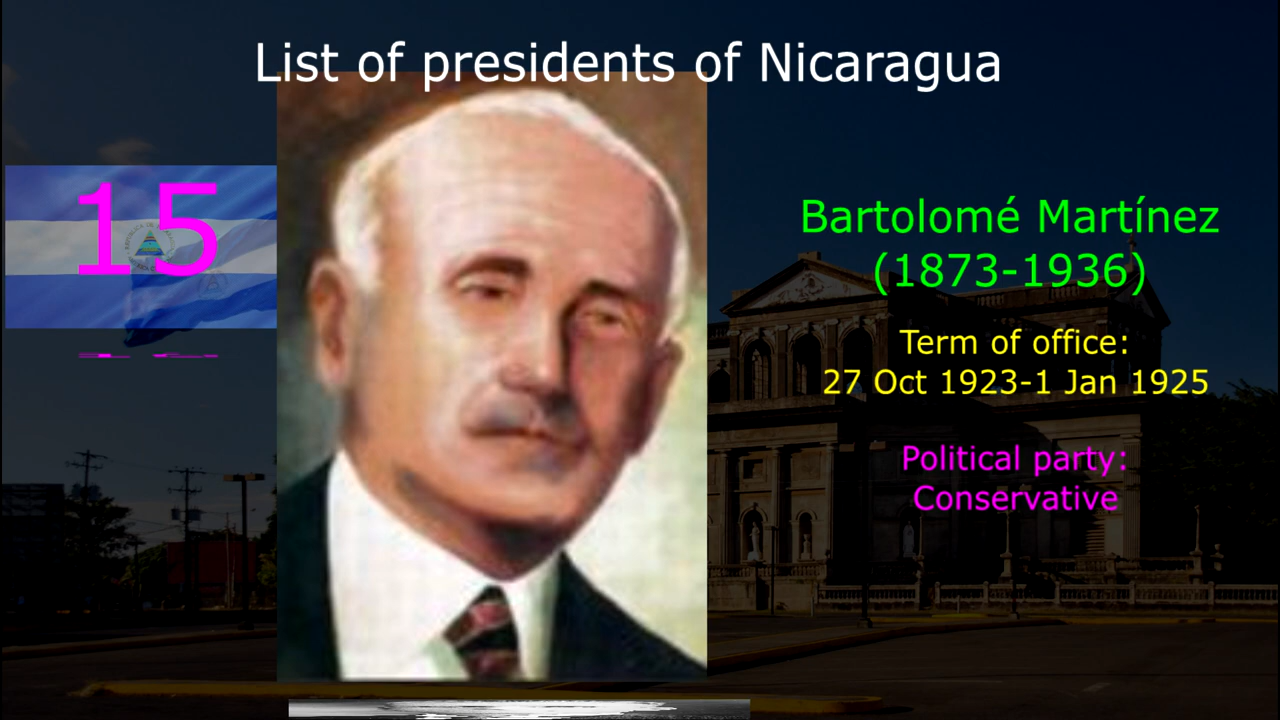 List of presidents of Nicaragua
15
Bartolomé Martínez
(1873-1936)
Term of office:
27 Oct 1923-1 Jan 1925
Political party:
Conservative